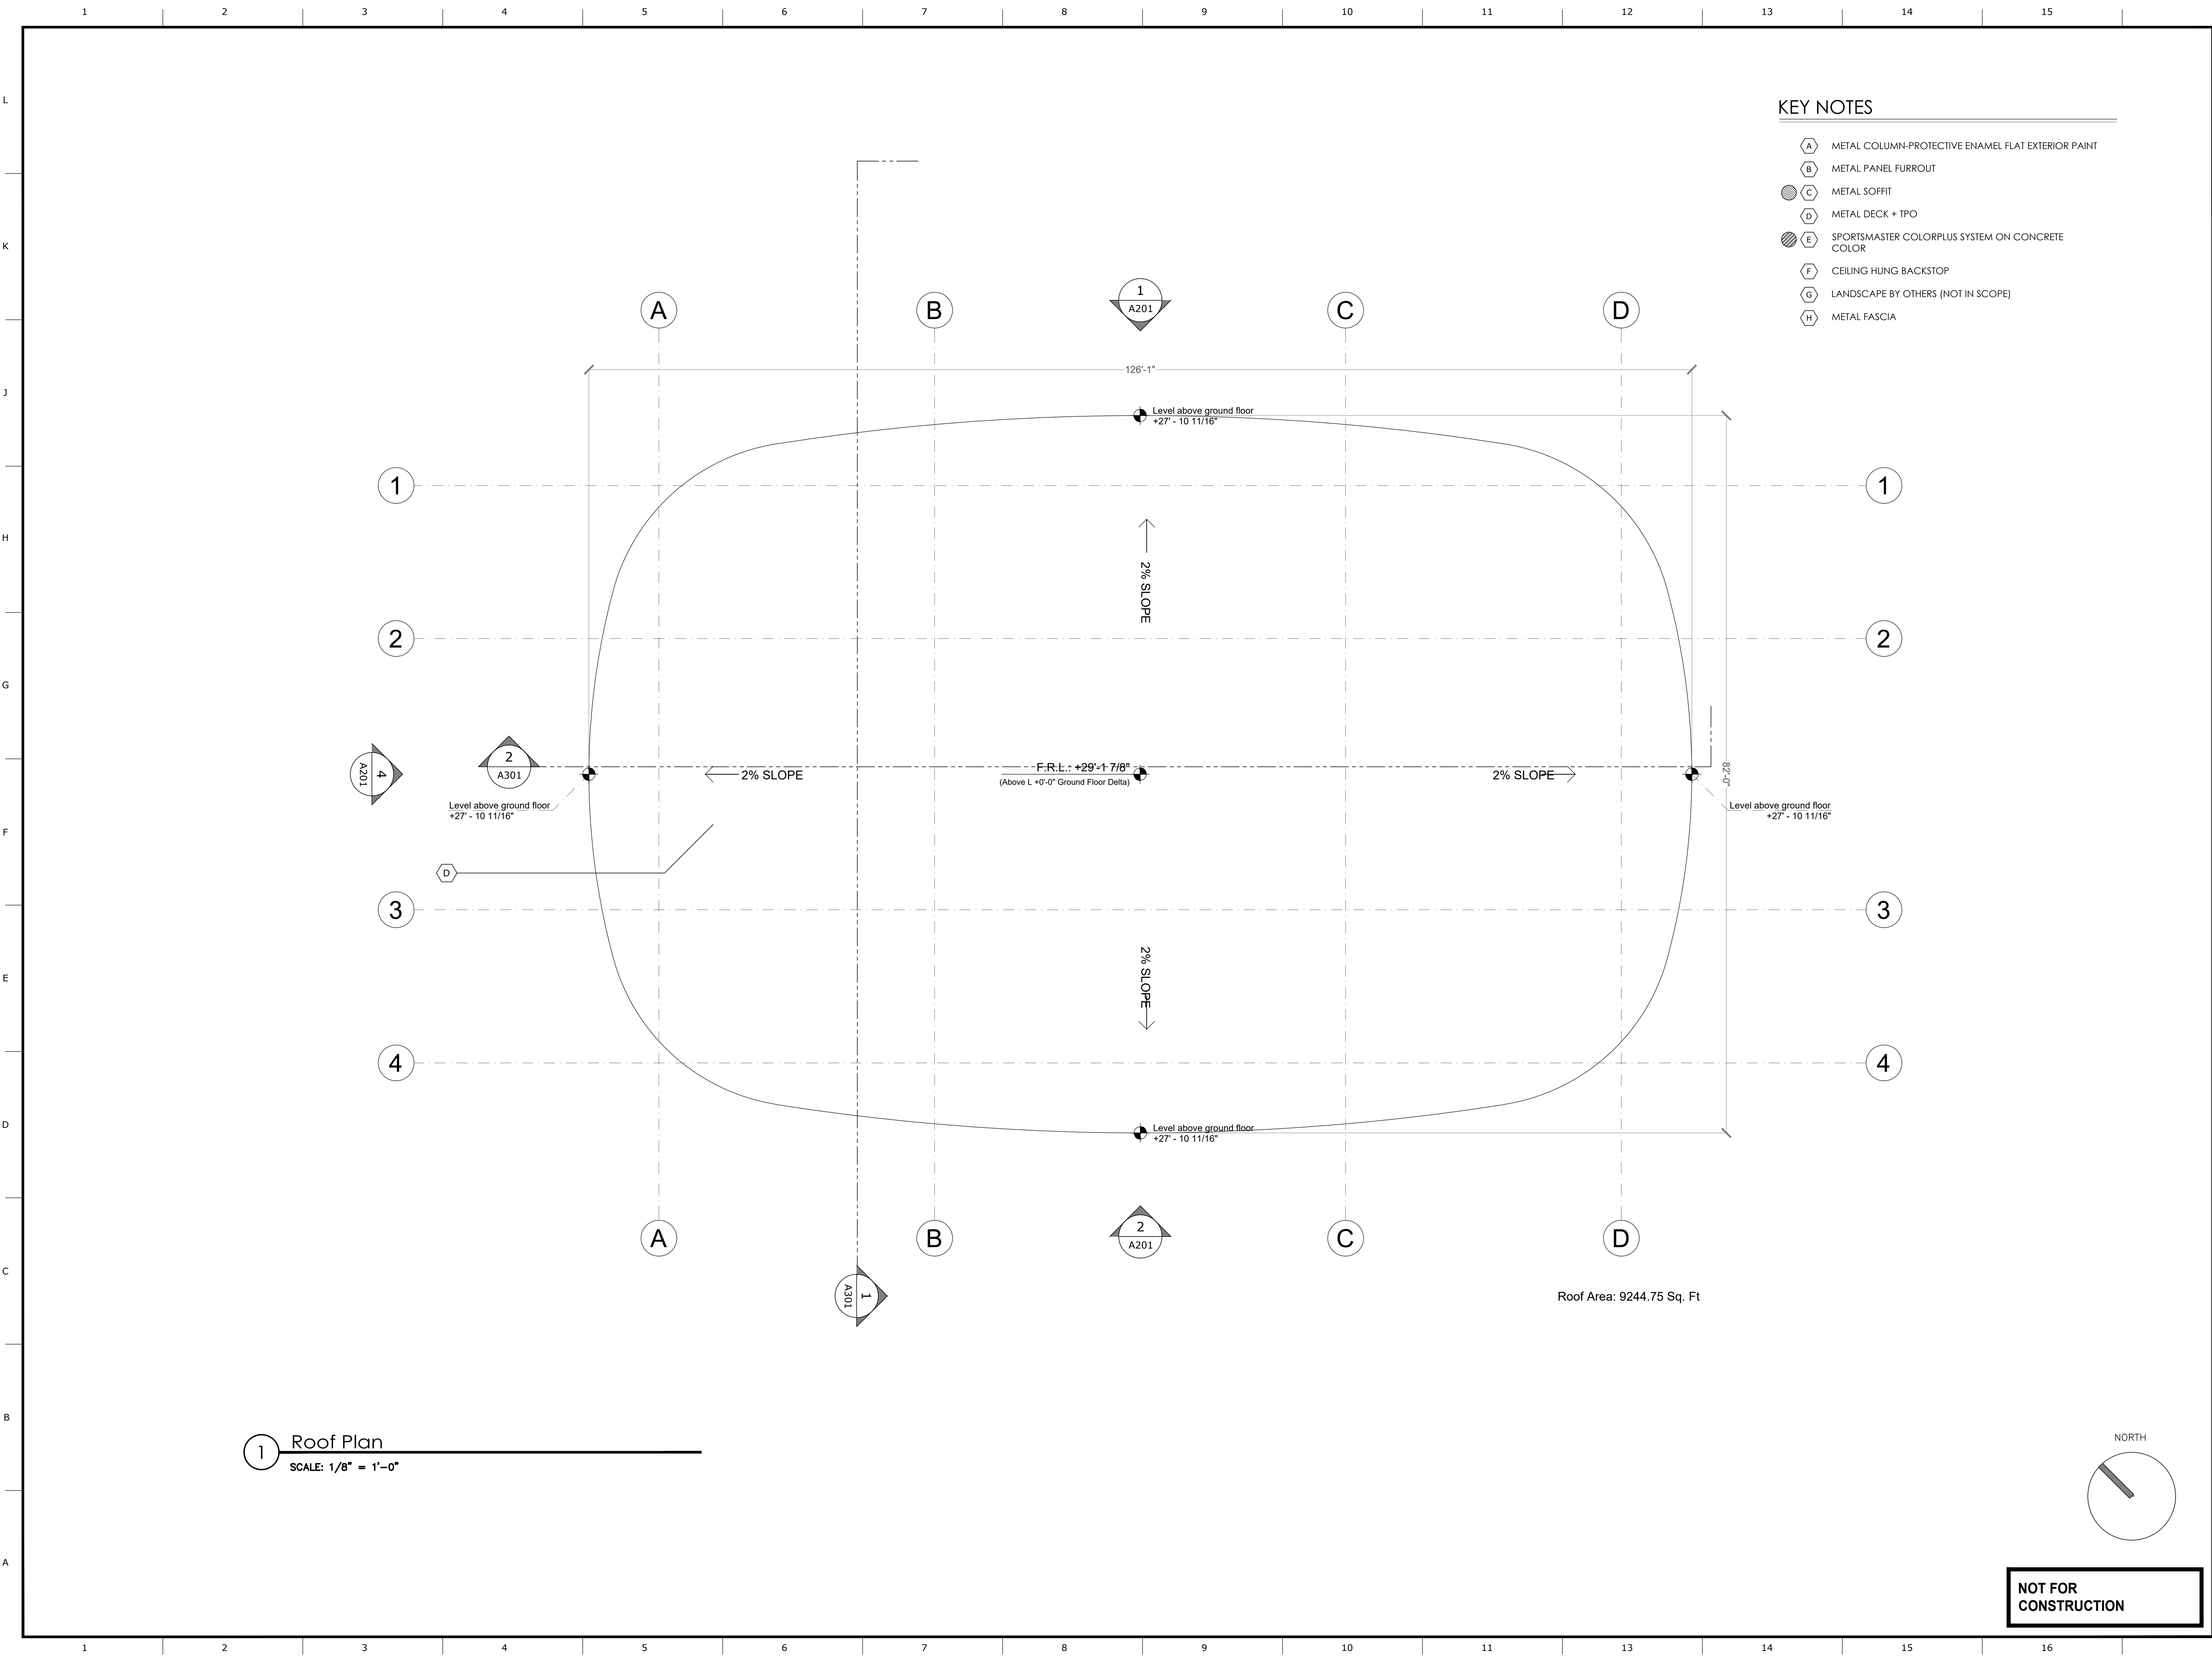 1 2 3 4 5 6 7 8 9 10 11 12 13 14 15
L
K
J
H
G
F
E
D
C
B
A
KEY NOTES
A METAL COLUMN-PROTECTIVE ENAMEL FLAT EXTERIOR PAINT
B METAL PANEL FURROUT
C METAL SOFFIT
D METAL DECK + TPO
E SPORTSMASTER COLORPLUS SYSTEM ON CONCRETE
COLOR
F CEILING HUNG BACKSTOP
G LANDSCAPE BY OTHERS (NOT IN SCOPE)
H METAL FASCIA
A B C D
1
A201
126'-1"
Level above ground floor
+27' - 10 11/16"
1 1
2% SLOPE
2 2
4
A201
2
A301
2% SLOPE
F.R.L.: +29'-1 7/8"
(Above L +0'-0" Ground Floor Delta)
2% SLOPE
82'-0"
Level above ground floor
+27' - 10 11/16"
Level above ground floor
+27' - 10 11/16"
D
3 3
2% SLOPE
4 4
Level above ground floor
+27' - 10 11/16"
A B C D
2
A201
1
A301
Roof Area: 9244.75 Sq. Ft
1 Roof Plan
SCALE: 1/8" = 1'-0"
NORTH
NOT FOR
CONSTRUCTION
1 2 3 4 5 6 7 8 9 10 11 12 13 14 15 16